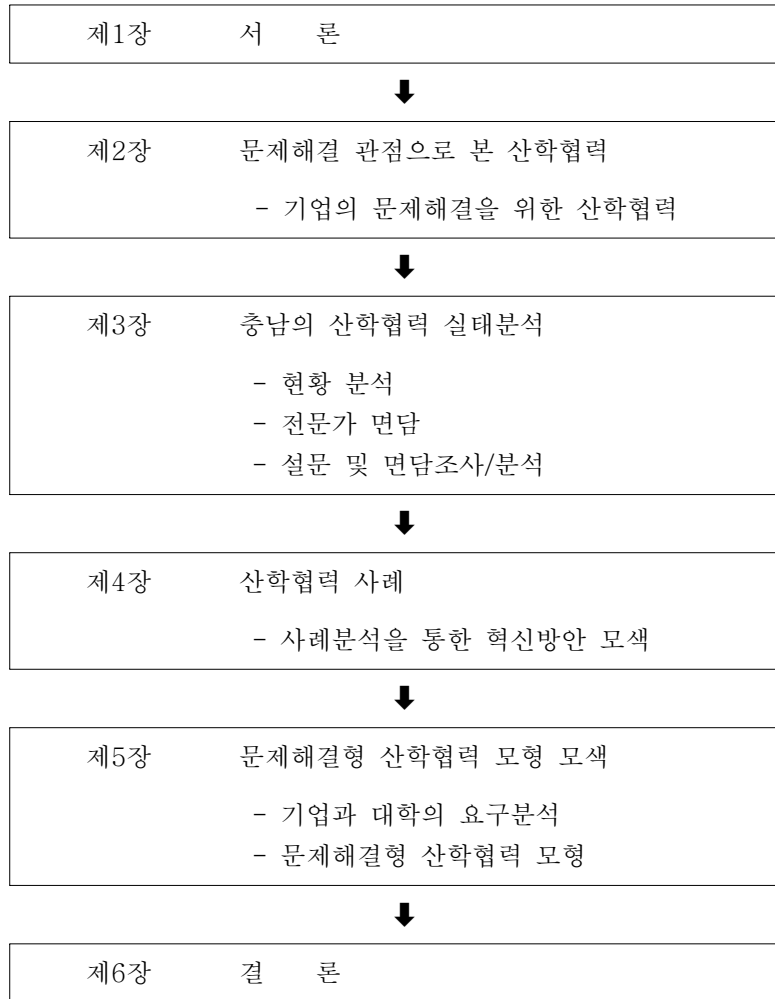 제1장 서 론
제2장 문제해결 관점으로 본 산학협력
- 기업의 문제해결을 위한 산학협력
제3장 충남의 산학협력 실태분석
- 현황 분석
- 전문가 면담
- 설문 및 면담조사/분석
제4장 산학협력 사례
- 사례분석을 통한 혁신방안 모색
제5장 문제해결형 산학협력 모형 모색
- 기업과 대학의 요구분석
- 문제해결형 산학협력 모형
제6장 결 론